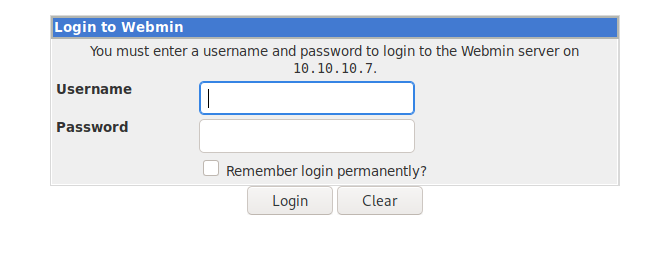 Login to Webmin
You must enter a username and password to login to the Webmin server on
10.10.10.7.
Username
Password
Remember login permanently?
Login Clear